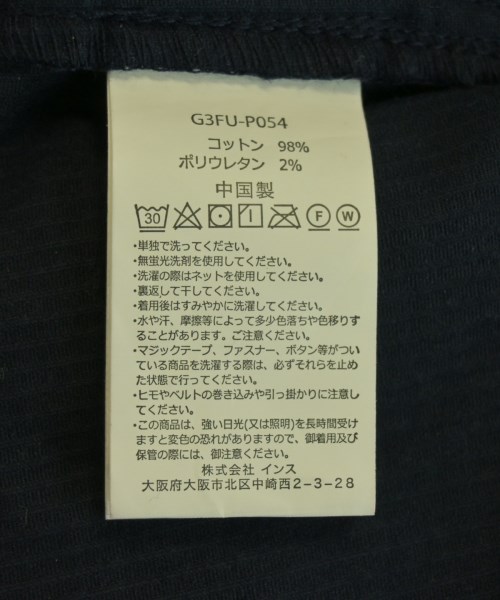 G3FU-P054
コットン 98%
ポリウレタン 2%
中国製
30 F W
・単独で洗ってください。
・無蛍光洗剤を使用してください。
・洗濯の際はネットを使用してください。
・裏返して干してください。
・着用後はすみやかに洗濯してください。
・水や汗、摩擦等によって多少色落ちや色移りす
ることがあります。ご注意ください。
・マジックテープ、ファスナー、ボタン等がつい
ている商品を洗濯する際は、必ずそれらを止め
た状態で行ってください。
・ヒモやベルトの巻き込みや引っ掛かりに注意し
てください。
・この商品は、強い日光(又は照明)を長時間受け
ますと変色の恐れがありますので、御着用及び
保管の際には、御注意ください。
株式会社 インス
大阪府大阪市北区中崎西2-3-28